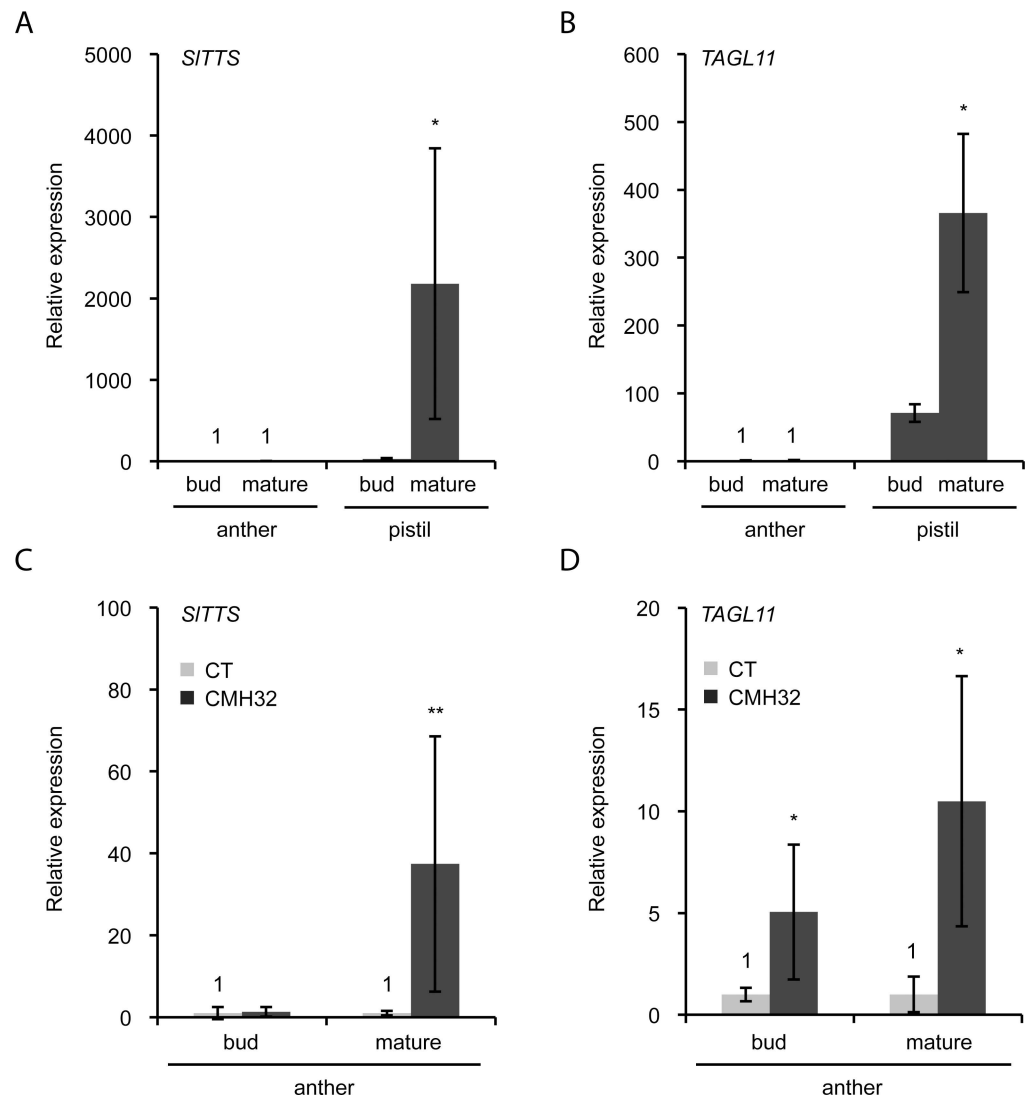 A
SlTTS
5000
4000
3000
2000
1000
0
Relative expression
*
1 1
bud mature bud mature
anther pistil
B
TAGL11
600
500
400
300
200
100
0
Relative expression
*
1 1
bud mature bud mature
anther pistil
C
SlTTS
CT
CMH32
100
80
60
40
20
0
Relative expression
**
1 1
bud mature
anther
D
TAGL11
CT
CMH32
20
15
10
5
0
Relative expression
*
*
1
1
bud mature
anther